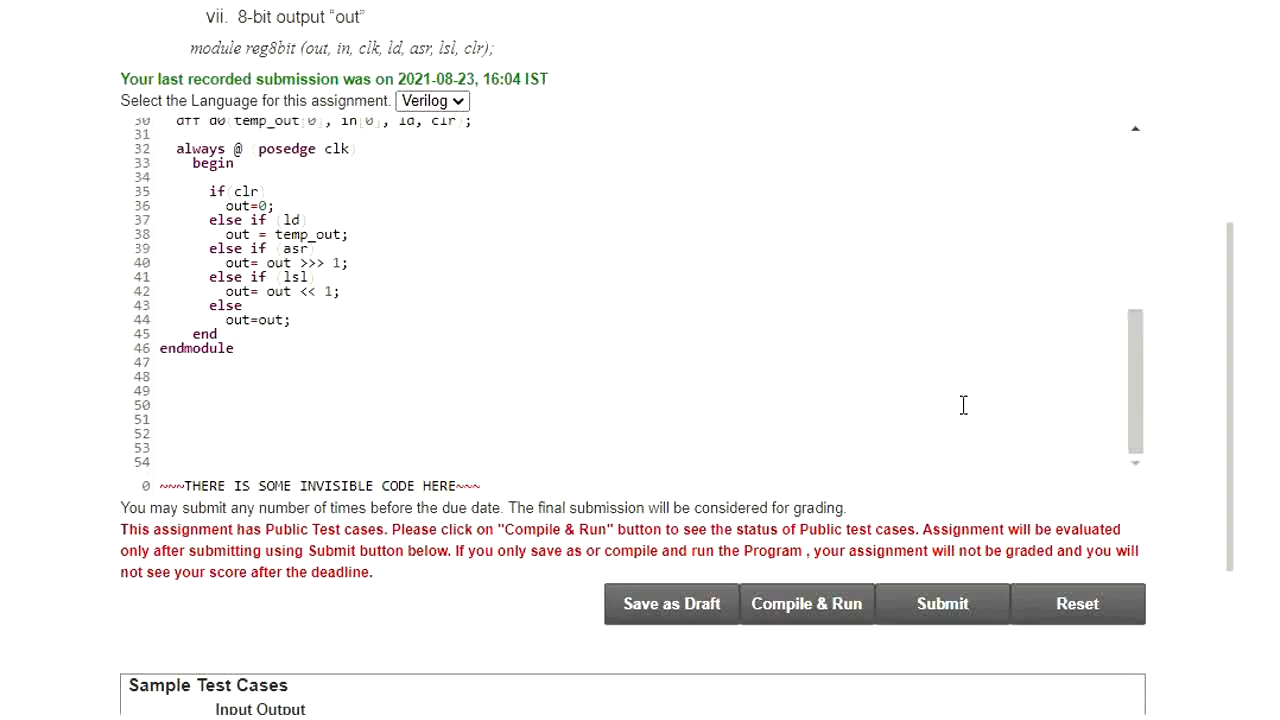 vii. 8-bit output “out”
module reg8bit (out, in, clk, ld, asr, lsl, clr);
Your last recorded submission was on 2021-08-23, 16:04 IST
Select the Language for this assignment. Verilog
30 dff d0(temp_out[0], in[0], ld, clr);
31
32 always @ (posedge clk)
33 begin
34
35 if(clr)
36 out=0;
37 else if (ld)
38 out = temp_out;
39 else if (asr)
40 out= out >>> 1;
41 else if (lsl)
42 out= out << 1;
43 else
44 out=out;
45 end
46 endmodule
47
48
49
50
51
52
53
54
0 ~~~THERE IS SOME INVISIBLE CODE HERE~~~
You may submit any number of times before the due date. The final submission will be considered for grading.
This assignment has Public Test cases. Please click on "Compile & Run" button to see the status of Public test cases. Assignment will be evaluated
only after submitting using Submit button below. If you only save as or compile and run the Program , your assignment will not be graded and you will
not see your score after the deadline.
Save as Draft Compile & Run Submit Reset
Sample Test Cases
Input Output